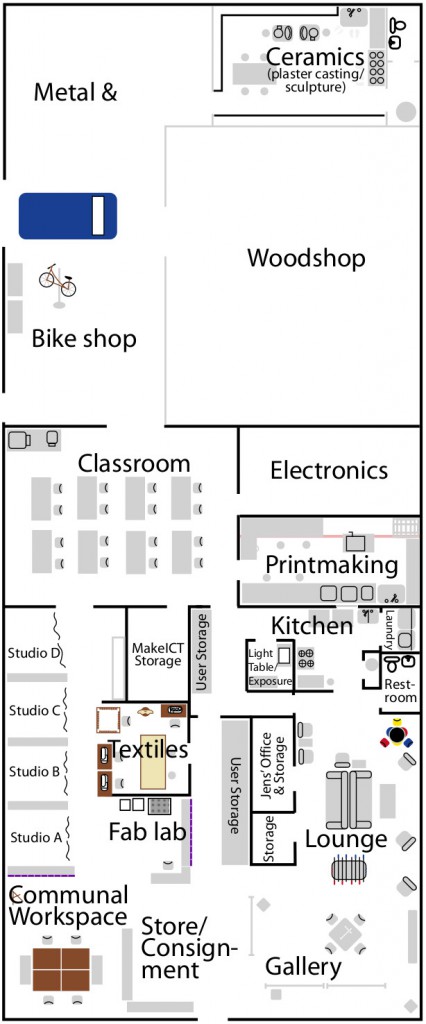 Ceramics
(plaster casting/
sculpture)
Metal &
Woodshop
Bike shop
Classroom
Electronics
Printmaking
Kitchen
Laundry
Studio D
MakeICT
Storage
User Storage
Light
Table/
Exposure
Rest-
room
Studio C
Textiles
Jens' Office
& Storage
User Storage
Studio B
Fab lab
Storage
Lounge
Studio A
Communal
Workspace
Store/
Consign-
ment
Gallery